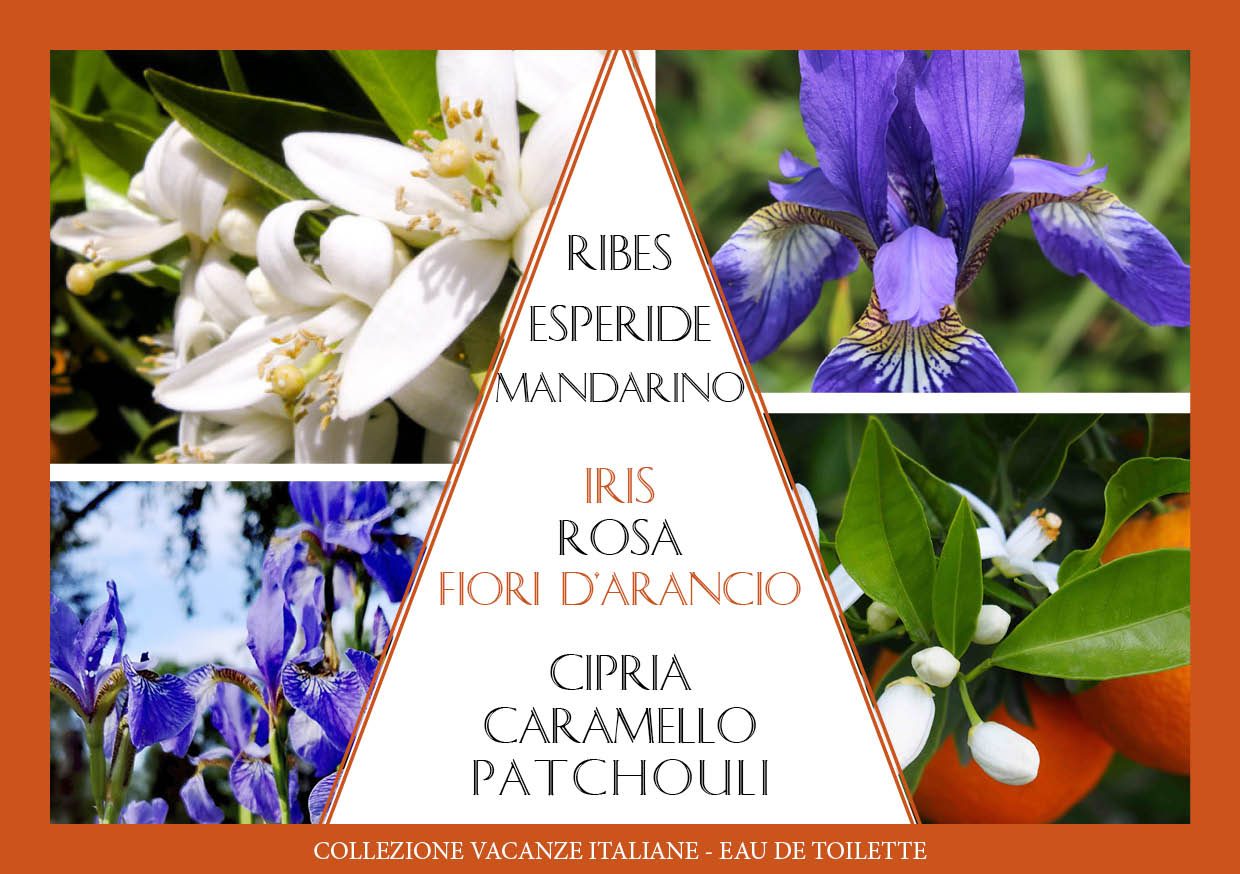 RIBES
ESPERIDE
MANDARINO
IRIS
ROSA
FIORI D'ARANCIO
CIPRIA
CARAMELLO
PATCHOULI
COLLEZIONE VACANZE ITALIANE - EAU DE TOILETTE